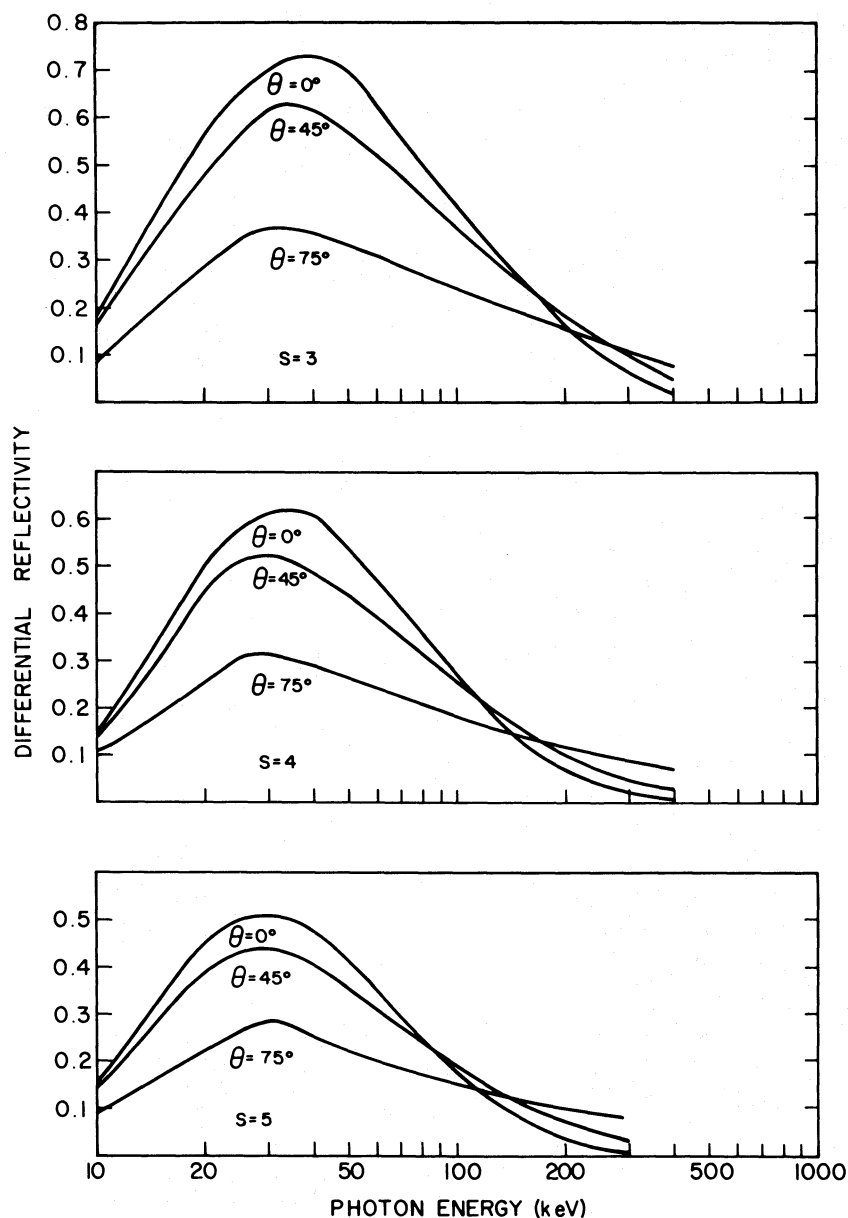 DIFFERENTIAL REFLECTIVITY
0.8
0.7
0.6
0.5
0.4
0.3
0.2
0.1
θ=0°
θ=45°
θ=75°
S=3
0.6
0.5
0.4
0.3
0.2
0.1
θ=0°
θ=45°
θ=75°
S=4
0.5
0.4
0.3
0.2
0.1
θ=0°
θ=45°
θ=75°
S=5
10 20 50 100 200 500 1000
PHOTON ENERGY (keV)